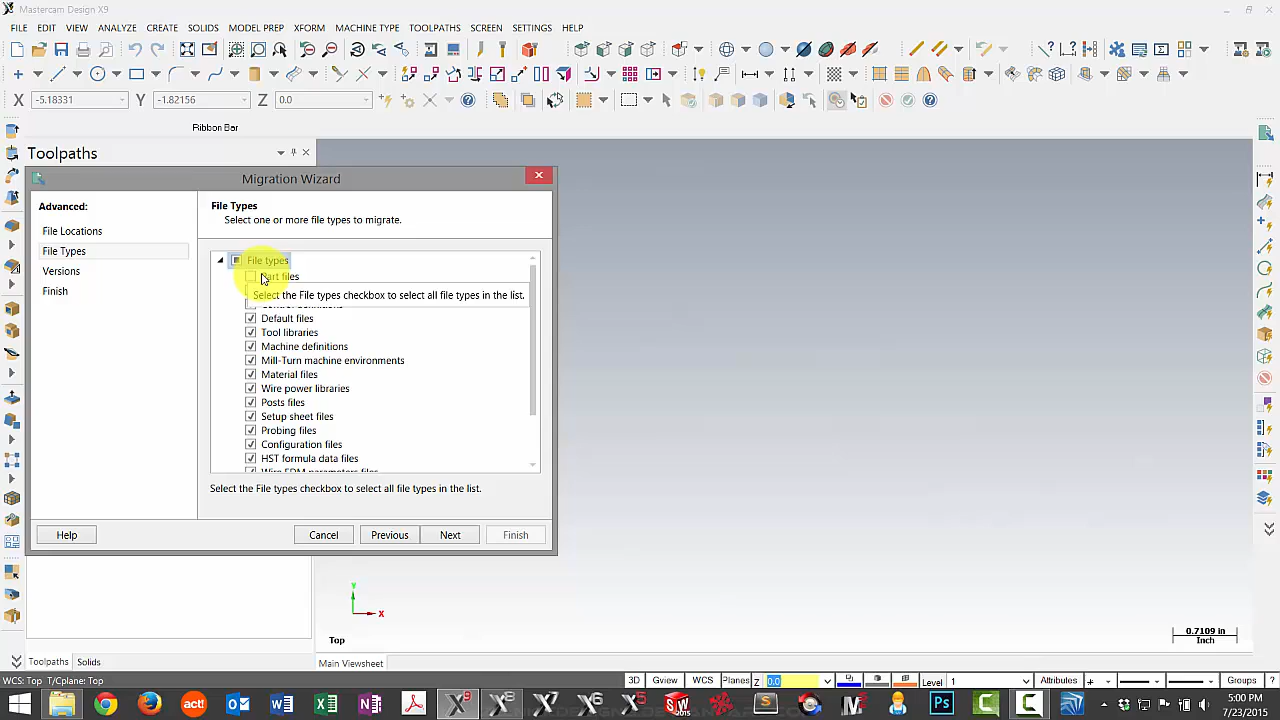 Mastercam Design X9
FILE EDIT VIEW ANALYZE CREATE SOLIDS MODEL PREP XFORM MACHINE TYPE TOOLPATHS SCREEN SETTINGS HELP
X -5.18331 Y -1.82156 Z 0.0
Ribbon Bar
Toolpaths
Migration Wizard
Advanced:
File Locations
File Types
Versions
Finish
File Types
Select one or more file types to migrate.
File types
Part files
Select the File types checkbox to select all file types in the list.
Default files
Tool libraries
Machine definitions
Mill-Turn machine environments
Material files
Wire power libraries
Posts files
Setup sheet files
Probing files
Configuration files
HST formula data files
Wire EDM parameters files
Select the File types checkbox to select all file types in the list.
Help Cancel Previous Next Finish
Y
X
Top
0.7109 in
Inch
Toolpaths Solids
Main Viewsheet
WCS: Top T/Cplane: Top 3D Gview WCS Planes Z 0.0 Level 1 Attributes Groups ?
5:00 PM
7/23/2015